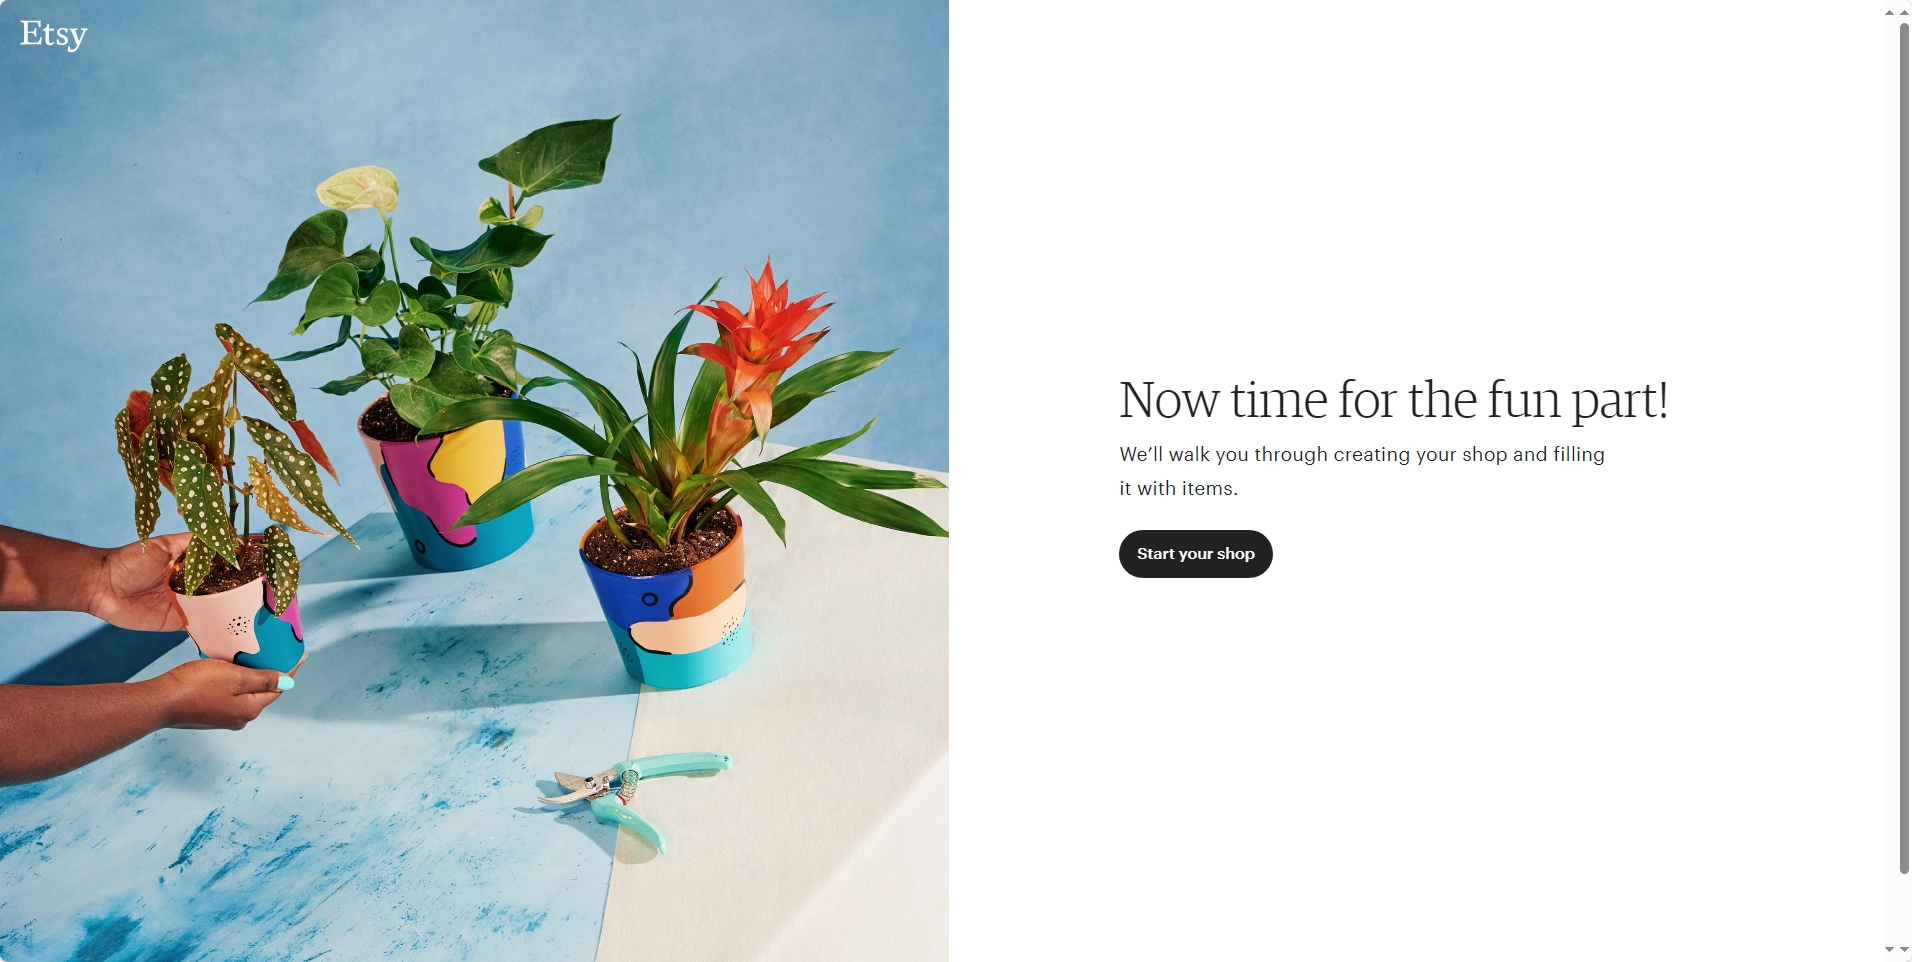 Etsy
Now time for the fun part!
We’ll walk you through creating your shop and filling
it with items.
Start your shop